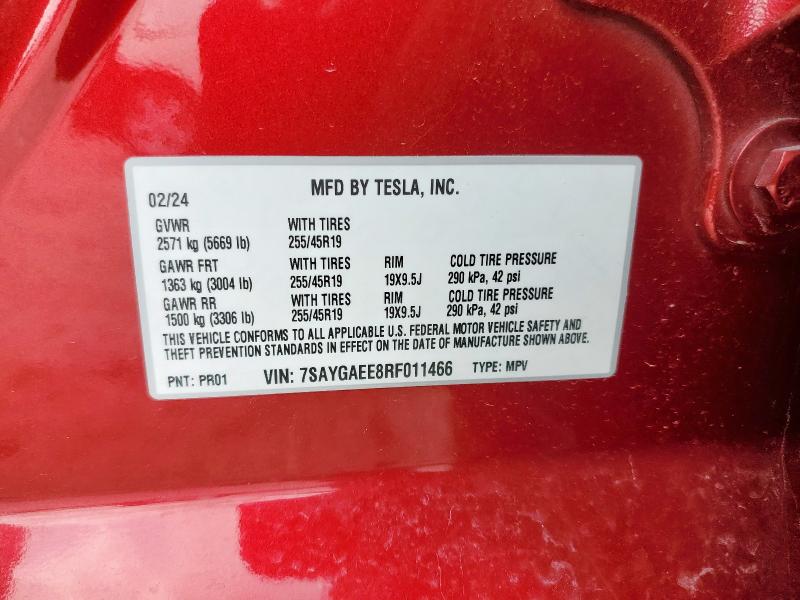 MFD BY TESLA, INC.
02/24
GVWR WITH TIRES
2571 kg (5669 lb) 255/45R19
GAWR FRT WITH TIRES RIM COLD TIRE PRESSURE
1363 kg (3004 lb) 255/45R19 19X9.5J 290 kPa, 42 psi
GAWR RR WITH TIRES RIM COLD TIRE PRESSURE
1500 kg (3306 lb) 255/45R19 19X9.5J 290 kPa, 42 psi
THIS VEHICLE CONFORMS TO ALL APPLICABLE U.S. FEDERAL MOTOR VEHICLE SAFETY AND
THEFT PREVENTION STANDARDS IN EFFECT ON THE DATE OF MANUFACTURE SHOWN ABOVE.
PNT: PR01 VIN: 7SAYGAEE8RF011466 TYPE: MPV